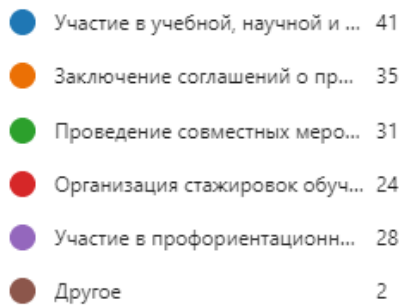 Участие в учебной, научной и ... 41
Заключение соглашений о пр... 35
Проведение совместных меро... 31
Организация стажировок обуч... 24
Участие в профориентационн... 28
Другое 2